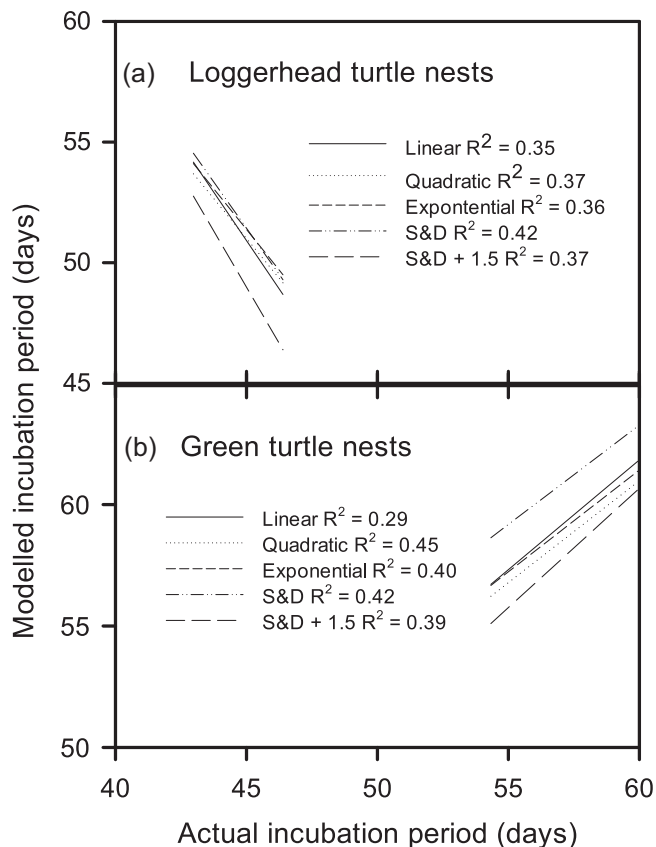 60
(a) Loggerhead turtle nests
55
Linear R² = 0.35
Quadratic R² = 0.37
Expontential R² = 0.36
50
S&D R² = 0.42
S&D + 1.5 R² = 0.37
45
Modelled incubation period (days)
(b) Green turtle nests
60
Linear R² = 0.29
Quadratic R² = 0.45
Exponential R² = 0.40
S&D R² = 0.42
55
S&D + 1.5 R² = 0.39
50
40 45 50 55 60
Actual incubation period (days)